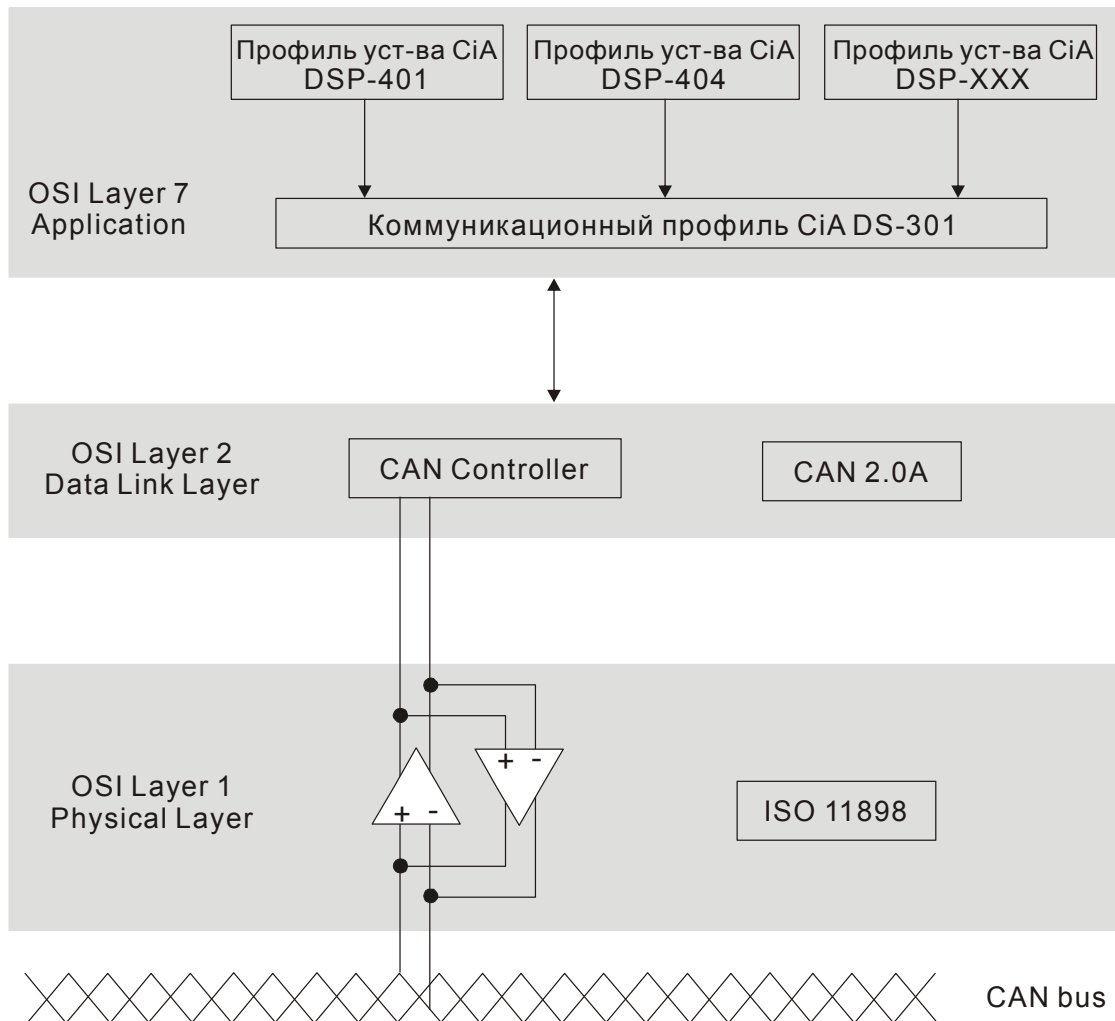 Профиль уст-ва CiA
DSP-401
Профиль уст-ва CiA
DSP-404
Профиль уст-ва CiA
DSP-XXX
OSI Layer 7
Application
Коммуникационный профиль CiA DS-301
OSI Layer 2
Data Link Layer
CAN Controller
CAN 2.0A
OSI Layer 1
Physical Layer
+ -
+ -
ISO 11898
CAN bus